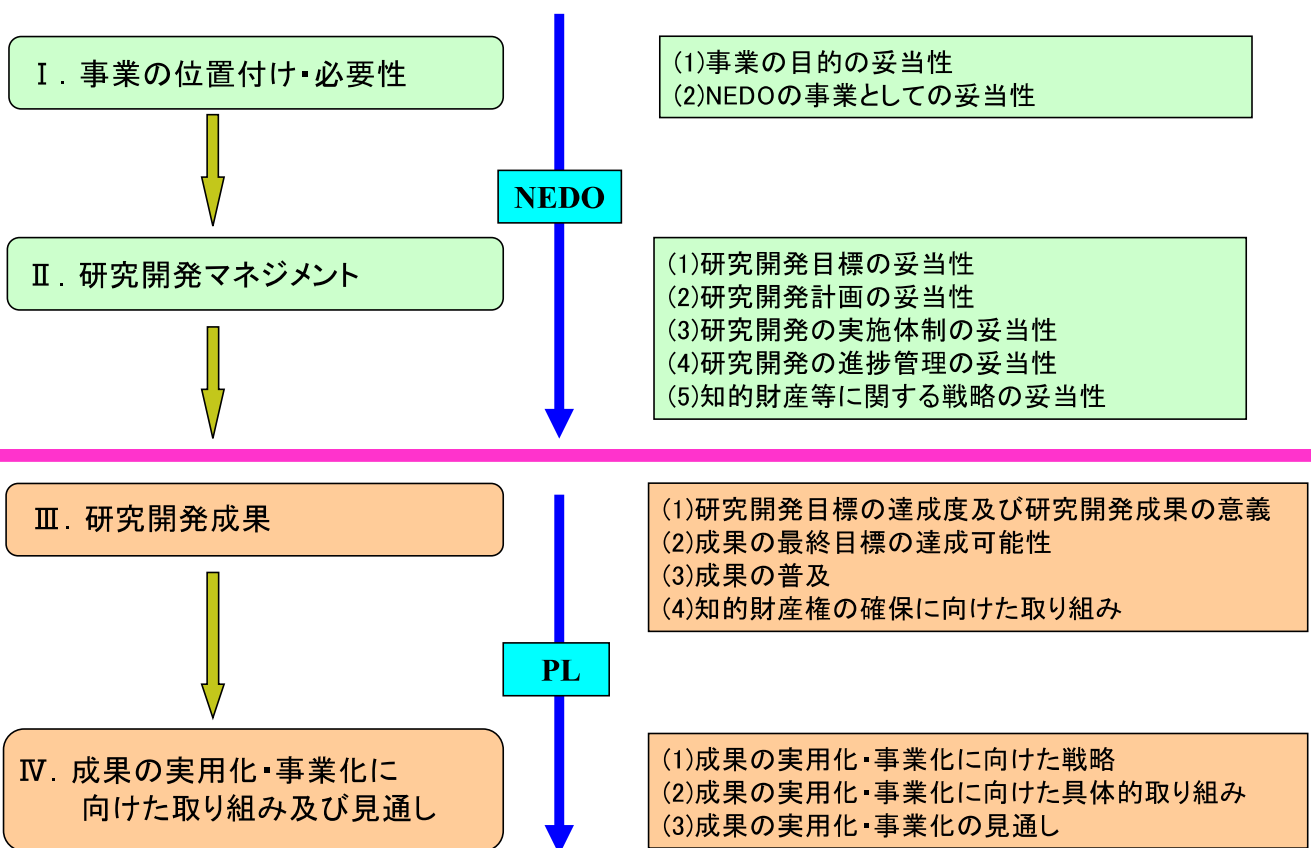 Ⅰ．事業の位置付け・必要性
(1)事業の目的の妥当性
(2)NEDOの事業としての妥当性
NEDO
Ⅱ．研究開発マネジメント
(1)研究開発目標の妥当性
(2)研究開発計画の妥当性
(3)研究開発の実施体制の妥当性
(4)研究開発の進捗管理の妥当性
(5)知的財産等に関する戦略の妥当性
Ⅲ．研究開発成果
(1)研究開発目標の達成度及び研究開発成果の意義
(2)成果の最終目標の達成可能性
(3)成果の普及
(4)知的財産権の確保に向けた取り組み
PL
Ⅳ．成果の実用化・事業化に
向けた取り組み及び見通し
(1)成果の実用化・事業化に向けた戦略
(2)成果の実用化・事業化に向けた具体的取り組み
(3)成果の実用化・事業化の見通し